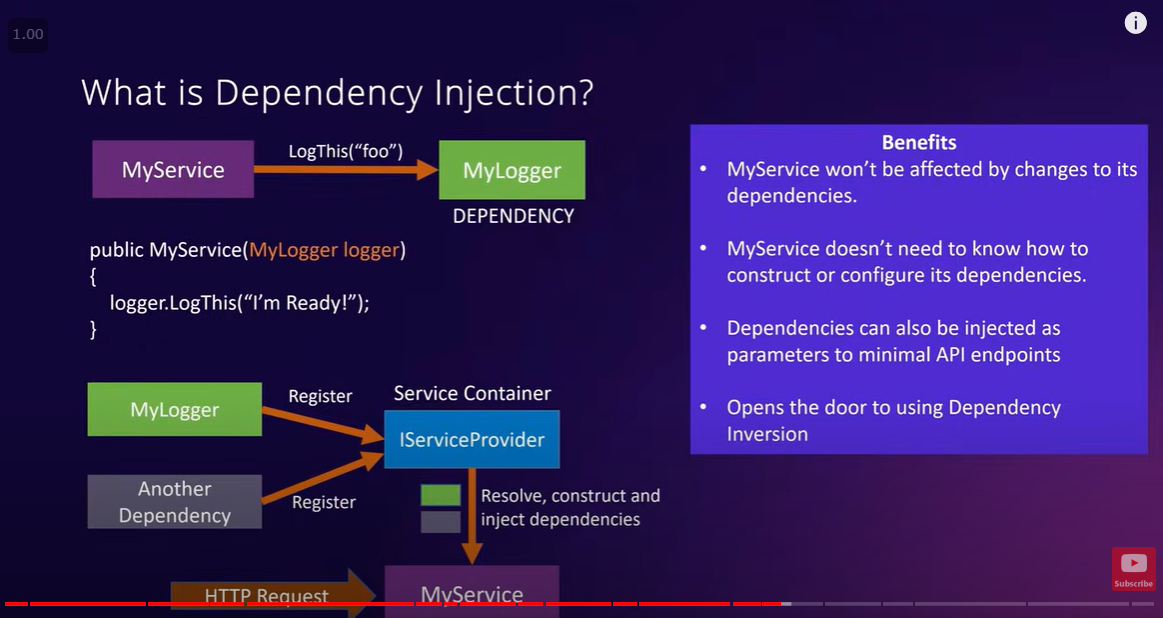 1.00
i
What is Dependency Injection?
MyService
LogThis(“foo”)
MyLogger
DEPENDENCY
public MyService(MyLogger logger)
{
logger.LogThis(“I’m Ready!”);
}
MyLogger
Register
Another
Dependency
Register
Service Container
IServiceProvider
Resolve, construct and
inject dependencies
HTTP Request
MyService
Benefits
• MyService won’t be affected by changes to its
dependencies.
• MyService doesn’t need to know how to
construct or configure its dependencies.
• Dependencies can also be injected as
parameters to minimal API endpoints
• Opens the door to using Dependency
Inversion
Subscribe